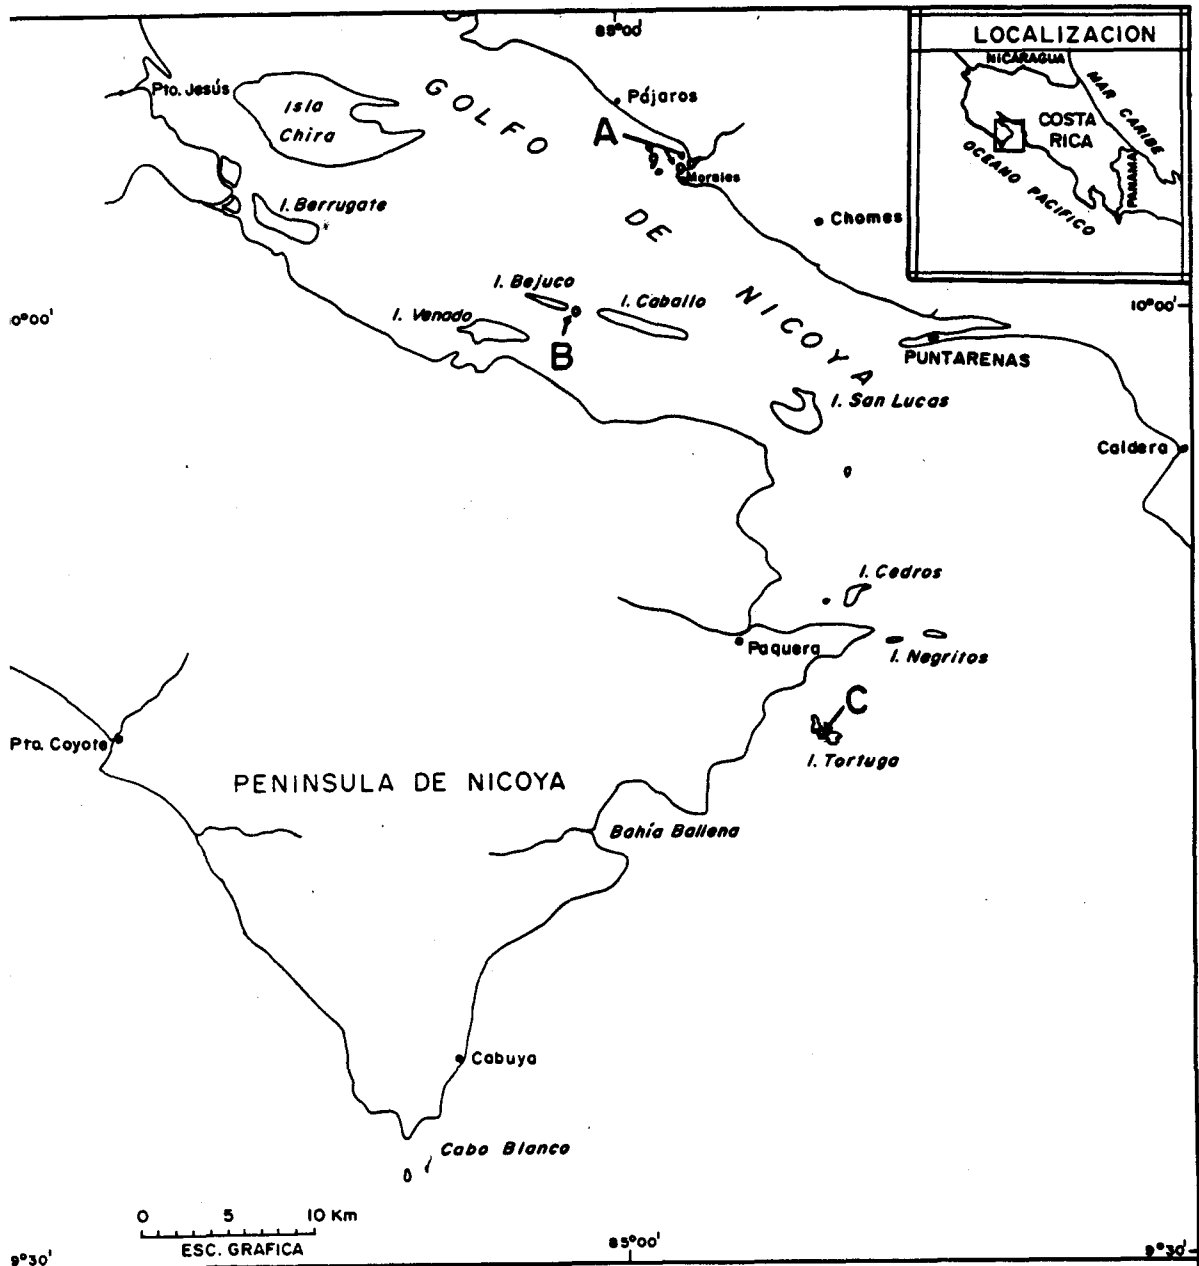 85°00'
LOCALIZACION
NICARAGUA
MAR CARIBE
COSTA
RICA
PANAMA
OCEANO PACIFICO
Pto. Jesús
Isla
Chira
GOLFO
DE
NICOYA
Pájaros
A
Morales
Chomes
I. Berrugate
I. Bejuco
I. Caballo
I. Venado
B
10°00'
0°00'
PUNTARENAS
I. San Lucas
Caldera
I. Cedros
Paquera
I. Negritos
C
I. Tortuga
Pto. Coyote
PENINSULA DE NICOYA
Bahía Ballena
Cabuya
Cabo Blanco
0 5 10 Km
ESC. GRAFICA
85°00'
9°30'
9°30'